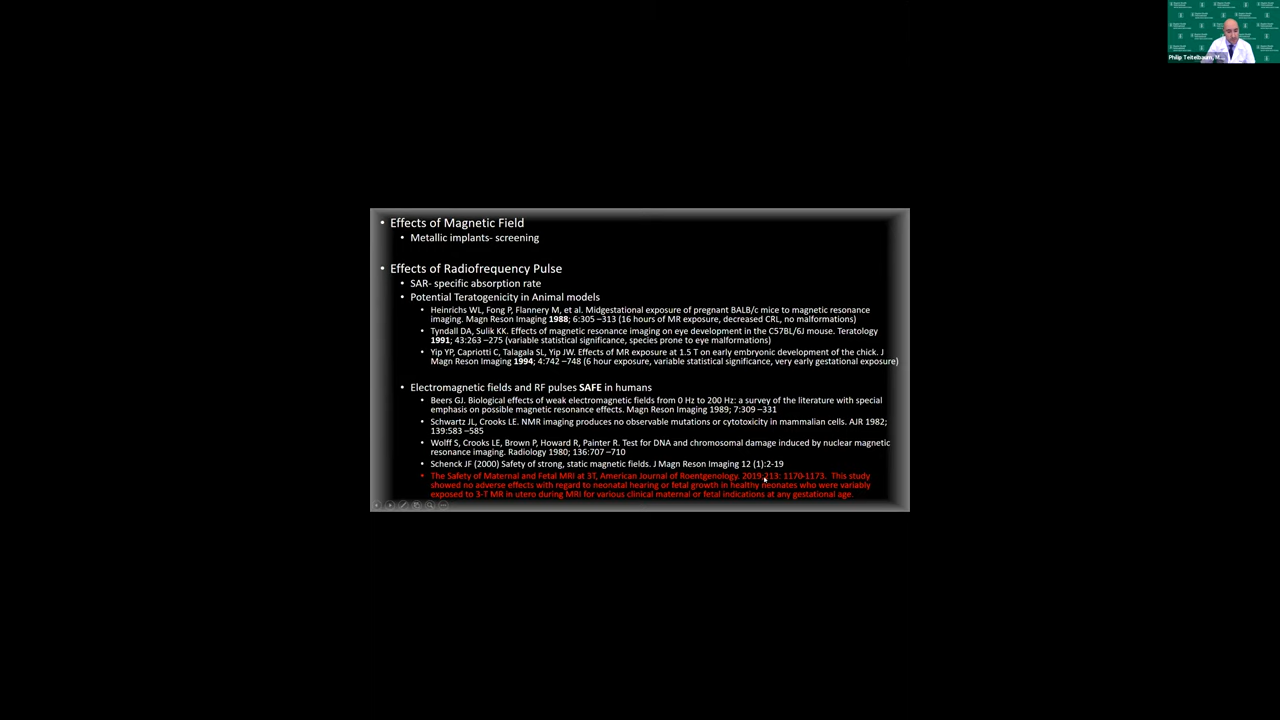 Philip Teitelbaum, M...
• Effects of Magnetic Field
• Metallic implants- screening
• Effects of Radiofrequency Pulse
• SAR- specific absorption rate
• Potential Teratogenicity in Animal models
• Heinrichs WL, Fong P, Flannery M, et al. Midgestational exposure of pregnant BALB/c mice to magnetic resonance
imaging. Magn Reson Imaging 1988; 6:305 –313 (16 hours of MR exposure, decreased CRL, no malformations)
• Tyndall DA, Sulik KK. Effects of magnetic resonance imaging on eye development in the C57BL/6J mouse. Teratology
1991; 43:263 –275 (variable statistical significance, species prone to eye malformations)
• Yip YP, Capriotti C, Talagala SL, Yip JW. Effects of MR exposure at 1.5 T on early embryonic development of the chick. J
Magn Reson Imaging 1994; 4:742 –748 (6 hour exposure, variable statistical significance, very early gestational exposure)
• Electromagnetic fields and RF pulses SAFE in humans
• Beers GJ. Biological effects of weak electromagnetic fields from 0 Hz to 200 Hz: a survey of the literature with special
emphasis on possible magnetic resonance effects. Magn Reson Imaging 1989; 7:309 –331
• Schwartz JL, Crooks LE. NMR imaging produces no observable mutations or cytotoxicity in mammalian cells. AJR 1982;
139:583 –585
• Wolff S, Crooks LE, Brown P, Howard R, Painter R. Test for DNA and chromosomal damage induced by nuclear magnetic
resonance imaging. Radiology 1980; 136:707 –710
• Schenck JF (2000) Safety of strong, static magnetic fields. J Magn Reson Imaging 12 (1):2-19
• The Safety of Maternal and Fetal MRI at 3T, American Journal of Roentgenology. 2019;213: 1170-1173. This study
showed no adverse effects with regard to neonatal hearing or fetal growth in healthy neonates who were variably
exposed to 3-T MR in utero during MRI for various clinical maternal or fetal indications at any gestational age.